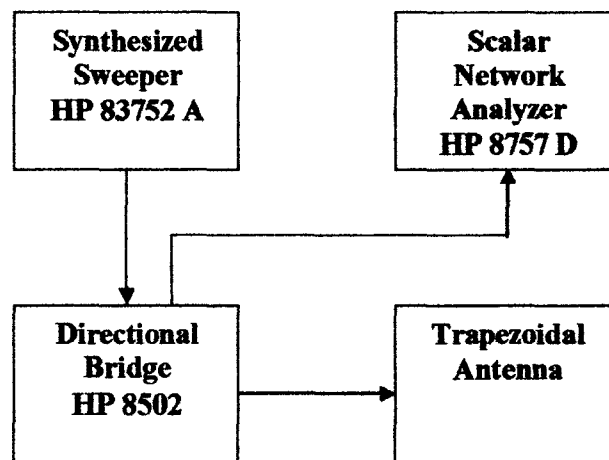 Synthesized
Sweeper
HP 83752 A
Scalar
Network
Analyzer
HP 8757 D
Directional
Bridge
HP 8502
Trapezoidal
Antenna